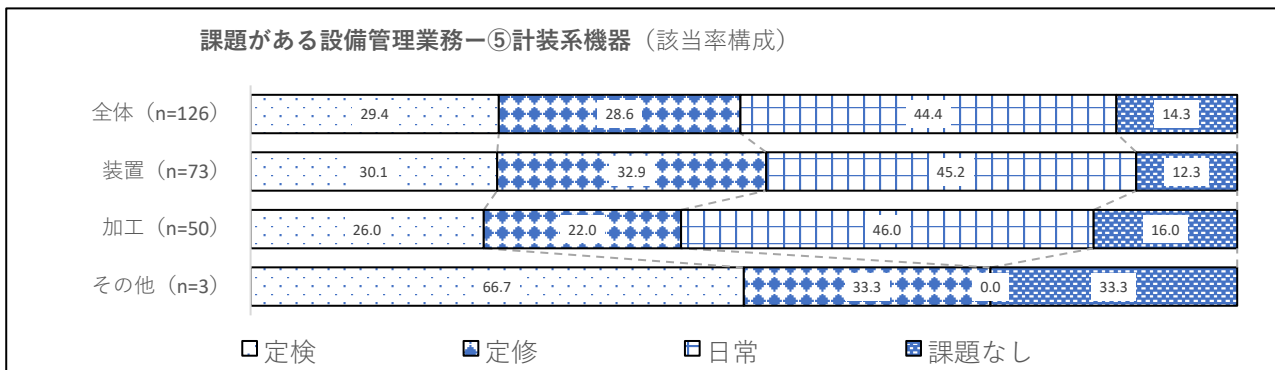 課題がある設備管理業務ー⑤計装系機器（該当率構成）
全体（n=126） 29.4 28.6 44.4 14.3
装置（n=73） 30.1 32.9 45.2 12.3
加工（n=50） 26.0 22.0 46.0 16.0
その他（n=3） 66.7 33.3 0.0 33.3
定検 定修 日常 課題なし